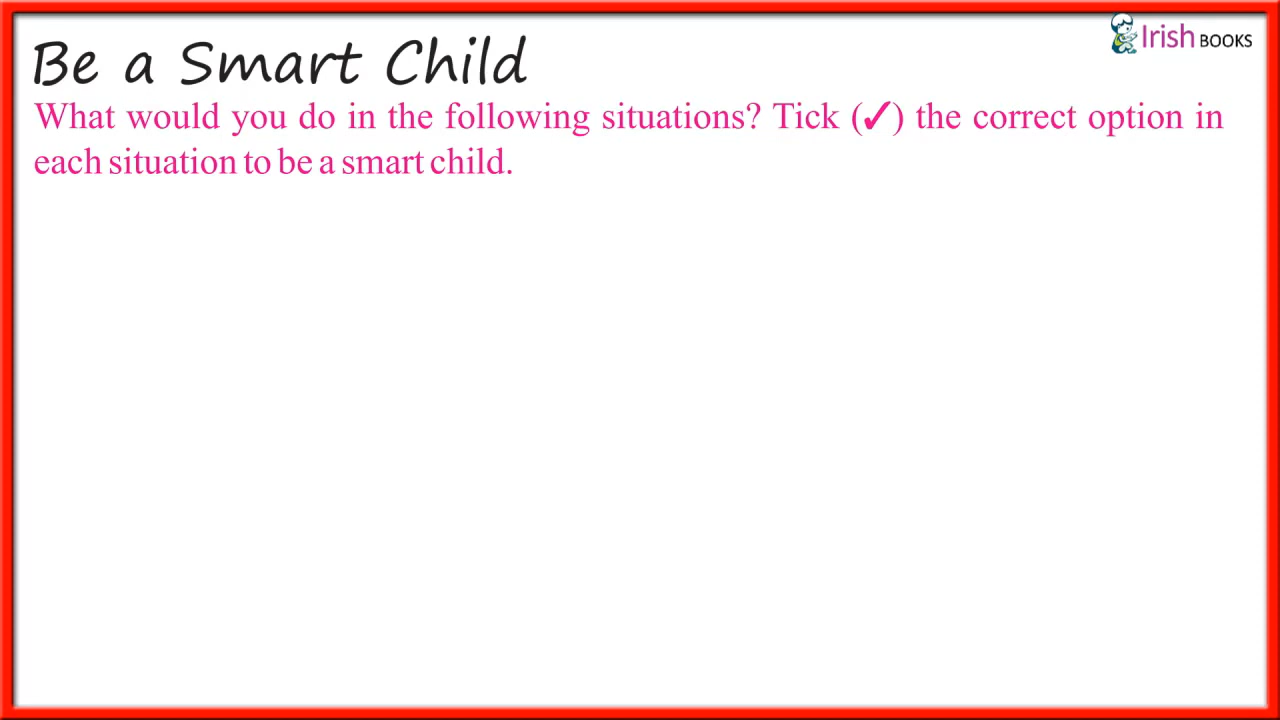 Irish BOOKS
Be a Smart Child
What would you do in the following situations? Tick (✓) the correct option in
each situation to be a smart child.